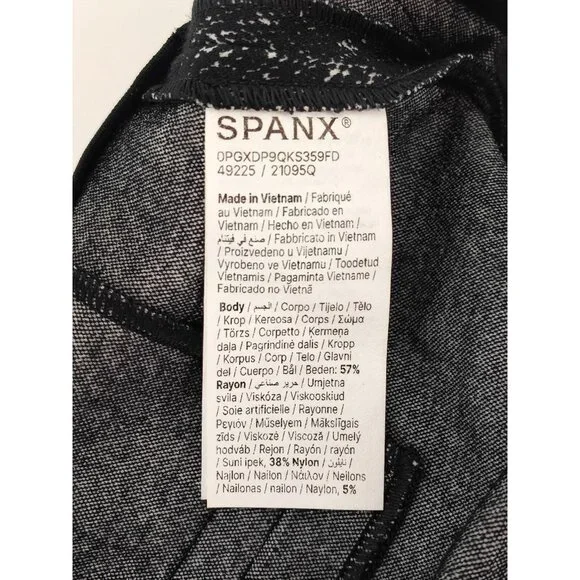 SPANX®
0PGXDP9QKS359FD
49225 / 21095Q
Made in Vietnam / Fabriqué
au Vietnam / Fabricado en
Vietnam / Hecho en Vietnam
/ صنع في فيتنام / Fabbricato in Vietnam
/ Proizvedeno u Vijetnamu /
Vyrobeno ve Vietnamu / Toodetud
Vietnamis / Pagaminta Vietname /
Fabricado no Vietnã
Body / الجسم / Corpo / Tijelo / Tělo
/ Krop / Kereosa / Corps / Σώμα
/ Törzs / Corpetto / Ķermeņa
daļa / Pagrindinė dalis / Kropp
/ Korpus / Corp / Telo / Glavni
del / Cuerpo / Bål / Beden: 57%
Rayon / حرير صناعي / Umjetna
svila / Viskóza / Viskooskiud
/ Soie artificielle / Rayonne /
Ρεγιόν / Műselyem / Mākslīgais
zīds / Viskozė / Viscoză / Umelý
hodváb / Rejon / Rayón / rayón
/ Suni ipek, 38% Nylon / نايلون /
Najlon / Nailon / Νάιλον / Neilons
/ Nailonas / nailon / Naylon, 5%